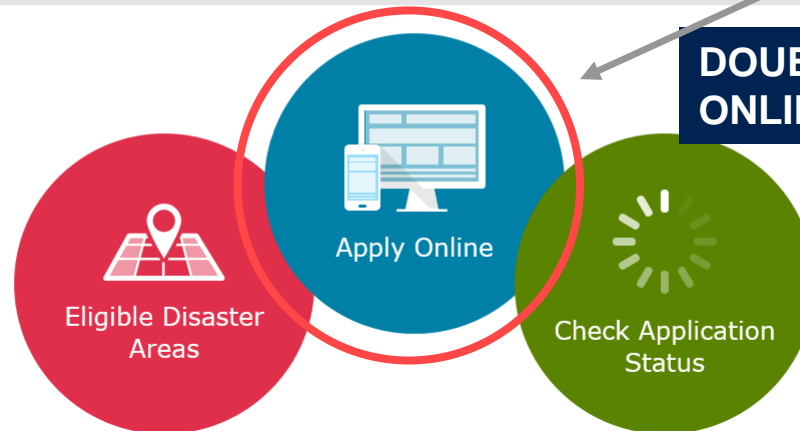 Apply Online
Eligible Disaster
Areas
Check Application
Status